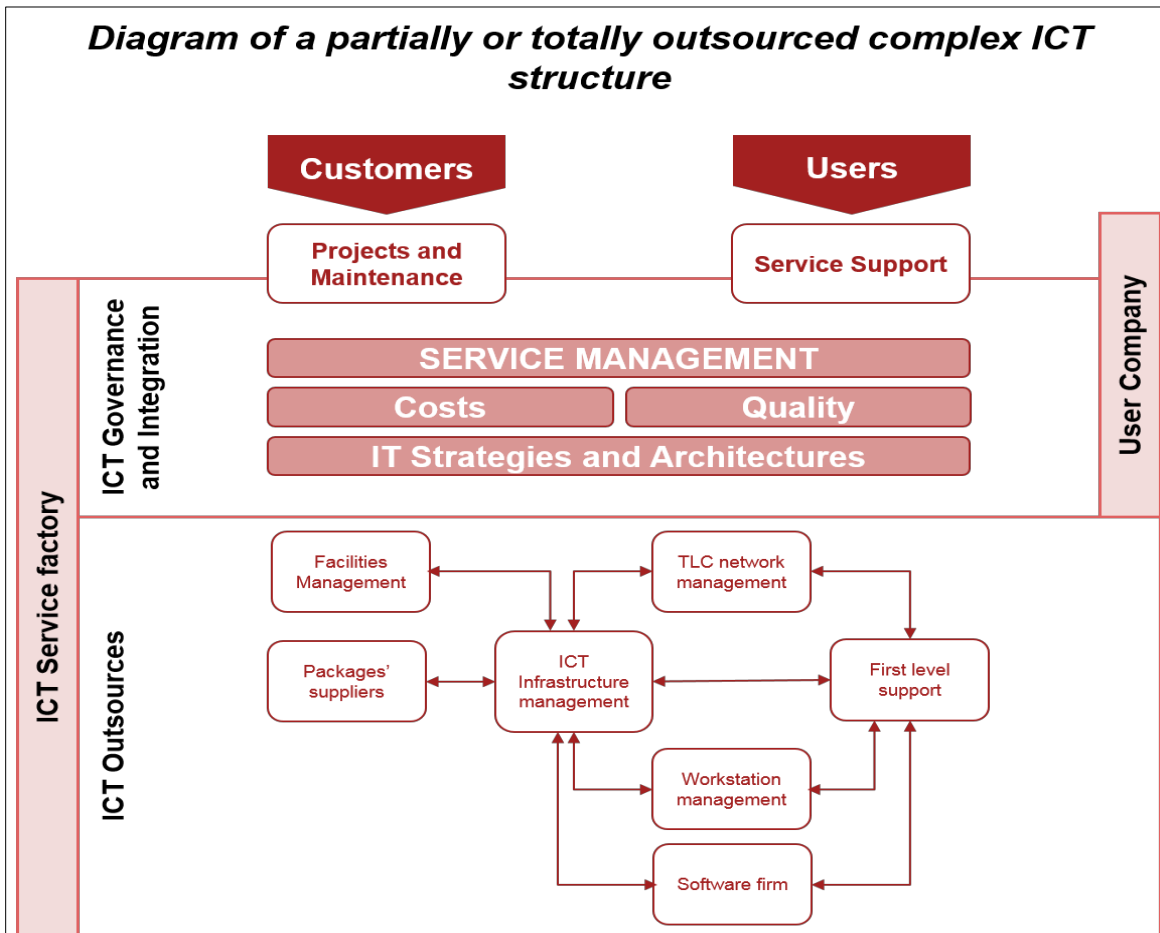 Diagram of a partially or totally outsourced complex ICT
structure
Customers
Users
Projects and
Maintenance
Service Support
ICT Governance
and Integration
SERVICE MANAGEMENT
Costs
Quality
IT Strategies and Architectures
User Company
ICT Service factory
ICT Outsources
Facilities
Management
TLC network
management
Packages'
suppliers
ICT
Infrastructure
management
First level
support
Workstation
management
Software firm